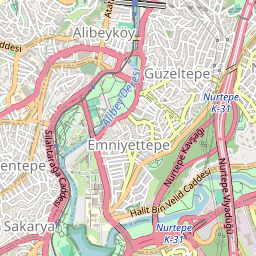 Alibeyköy
Güzeltepe
Alibey Deresi
Nurtepe
K-31
Emniyettepe
Nurtepe Kavşağı
Silahtarağa Caddesi
entepe
Halit Bin Velid Caddesi
Nurtepe Viyadüğü
Sakarya
Nurtepe
K-31